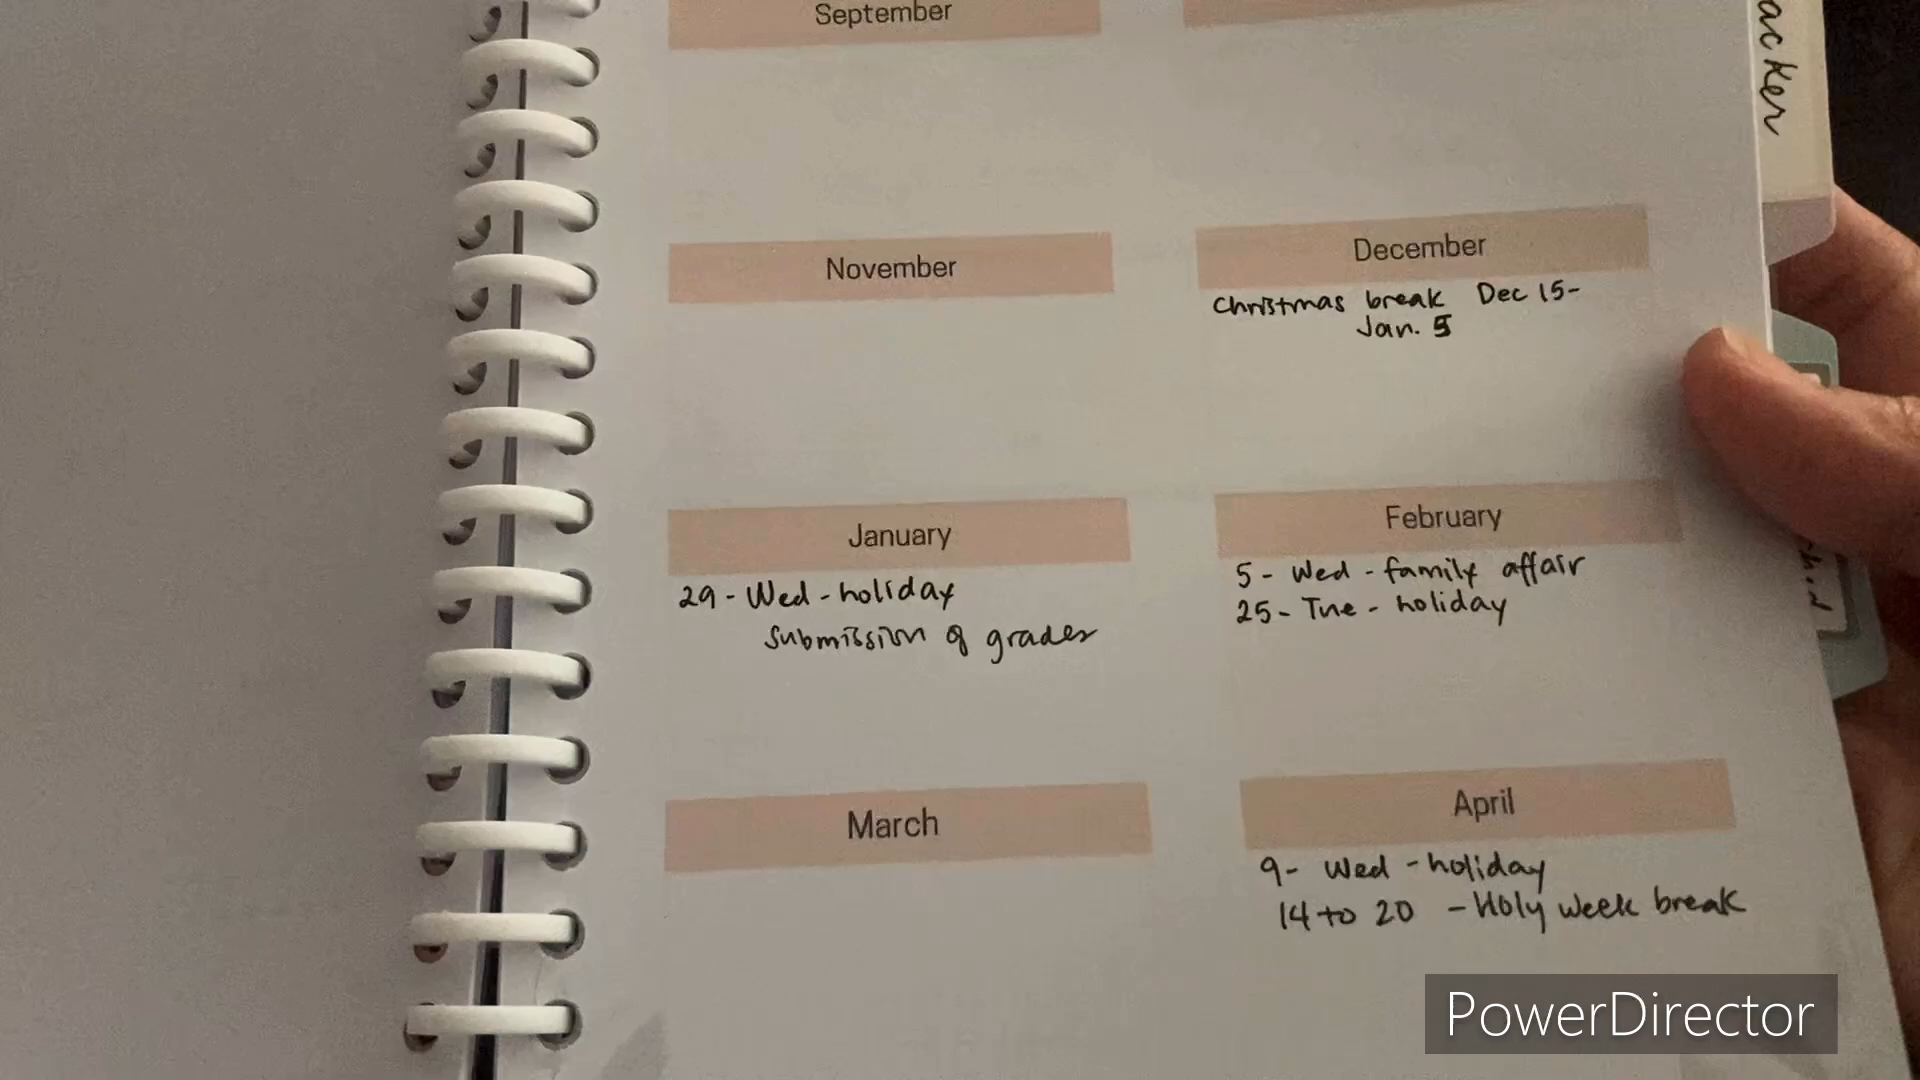 September
acker
November
December
Christmas break Dec 15-
Jan. 5
January
February
29- Wed - holiday
submission of grades
5- Wed - family affair
25- Tue - holiday
March
April
9- Wed - holiday
14 to 20 - Holy week break
PowerDirector